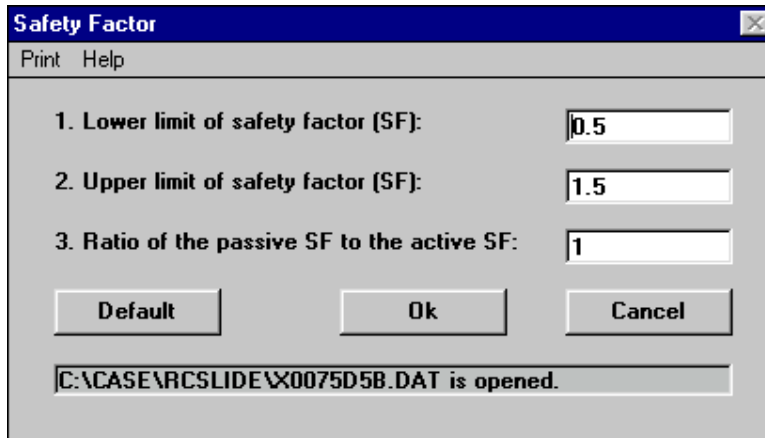 Safety Factor
Print Help
1. Lower limit of safety factor (SF): 0.5
2. Upper limit of safety factor (SF): 1.5
3. Ratio of the passive SF to the active SF: 1
Default Ok Cancel
C:\CASE\RCSLIDE\X0075D5B.DAT is opened.